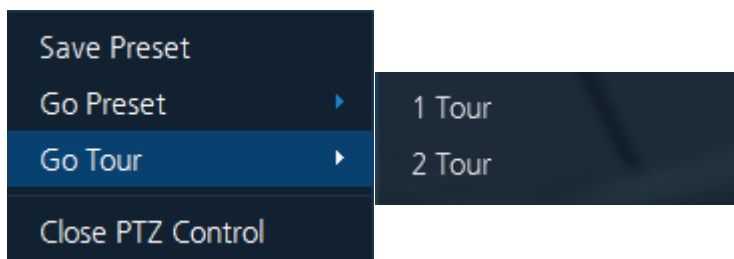 Save Preset
Go Preset
Go Tour
Close PTZ Control
1 Tour
2 Tour